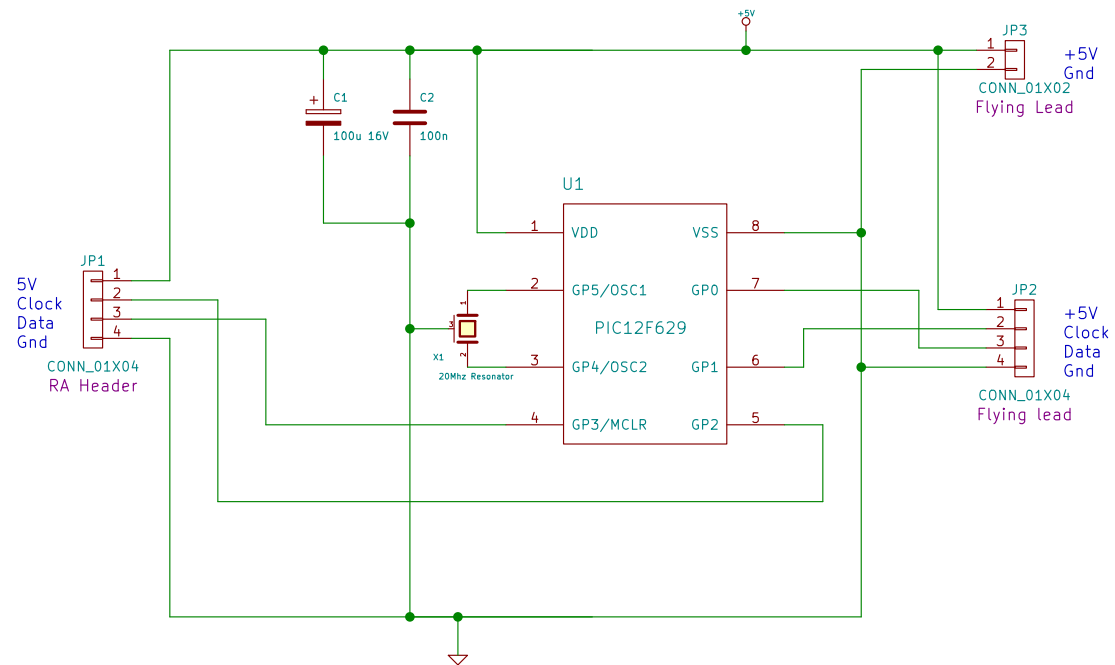 +5V
JP3
1
2
+5V
Gnd
CONN_01X02
Flying Lead
+
C1
100u 16V
C2
100n
U1
1
VDD
VSS
8
2
GP5/OSC1
GP0
7
PIC12F629
3
GP4/OSC2
GP1
6
4
GP3/MCLR
GP2
5
JP1
1
2
3
4
5V
Clock
Data
Gnd
CONN_01X04
RA Header
1
3
2
X1
20Mhz Resonator
JP2
1
2
3
4
+5V
Clock
Data
Gnd
CONN_01X04
Flying lead